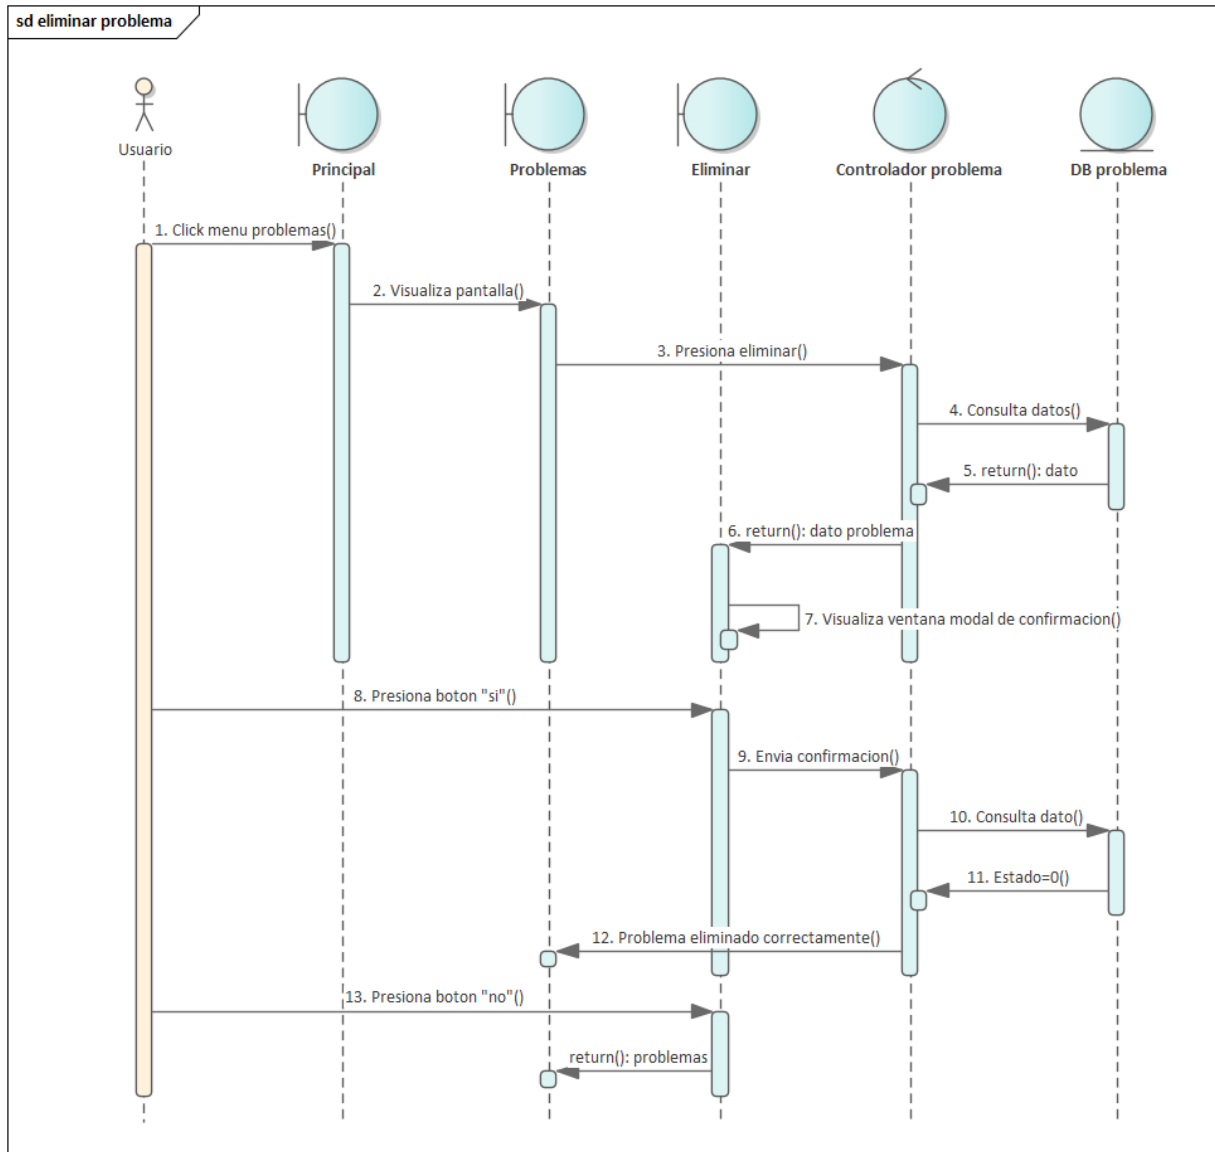 sd eliminar problema
Usuario
Principal
Problemas
Eliminar
Controlador problema
DB problema
1. Click menu problemas()
2. Visualiza pantalla()
3. Presiona eliminar()
4. Consulta datos()
5. return(): dato
6. return(): dato problema
7. Visualiza ventana modal de confirmacion()
8. Presiona boton "si"()
9. Envia confirmacion()
10. Consulta dato()
11. Estado=0()
12. Problema eliminado correctamente()
13. Presiona boton "no"()
return(): problemas